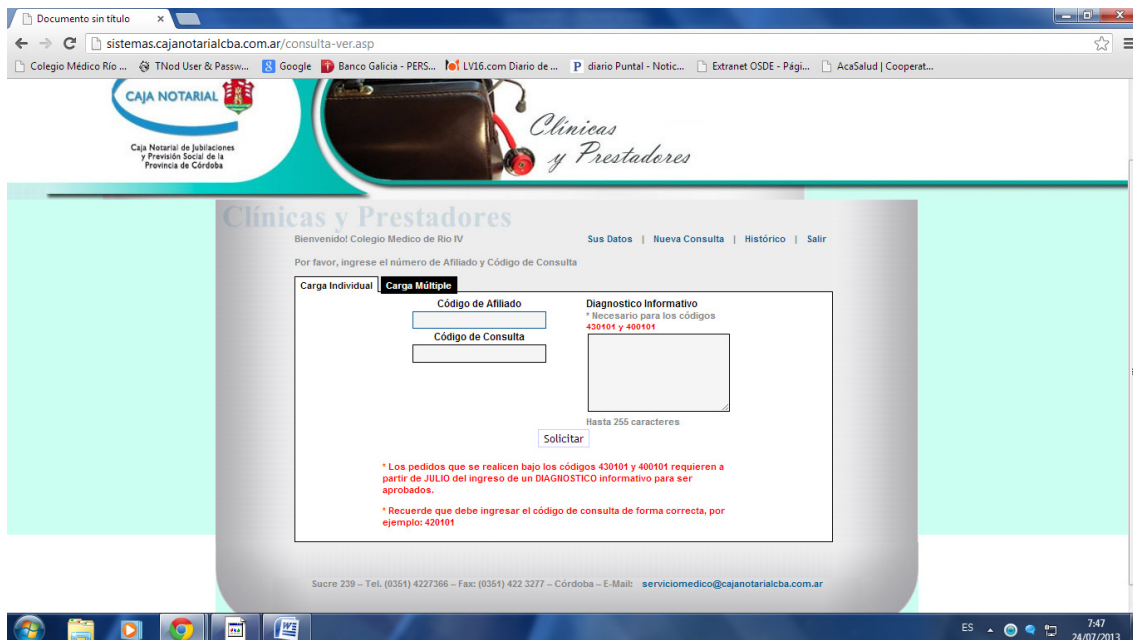 Documento sin título
sistemas.cajanotarialcba.com.ar/consulta-ver.asp
Colegio Médico Río ... TNod User & Passw... Google Banco Galicia - PERS... LV16.com Diario de ... diario Puntal - Notic... Extranet OSDE - Pági... AcaSalud | Cooperat...
CAJA NOTARIAL
Caja Notarial de Jubilaciones
y Previsión Social de la
Provincia de Córdoba
Clínicas
y Prestadores
Clínicas y Prestadores
Bienvenido! Colegio Medico de Rio IV
Sus Datos | Nueva Consulta | Histórico | Salir
Por favor, ingrese el número de Afiliado y Código de Consulta
Carga Individual Carga Múltiple
Código de Afiliado
Código de Consulta
Diagnostico Informativo
* Necesario para los códigos
430101 y 400101
Hasta 255 caracteres
Solicitar
* Los pedidos que se realicen bajo los códigos 430101 y 400101 requieren a
partir de JULIO del ingreso de un DIAGNOSTICO informativo para ser
aprobados.
* Recuerde que debe ingresar el código de consulta de forma correcta, por
ejemplo: 420101
Sucre 239 – Tel. (0351) 4227366 – Fax: (0351) 422 3277 – Córdoba – E-Mail: serviciomedico@cajanotarialcba.com.ar
ES
7:47
24/07/2013